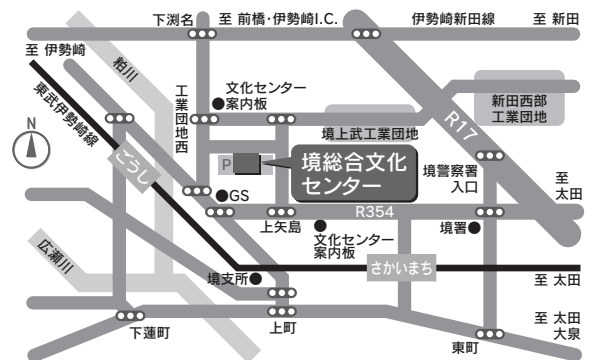 下渕名
至 前橋・伊勢崎I.C.
伊勢崎新田線
至 新田
至 伊勢崎
粕川
東武伊勢崎線
工業団地西
文化センター
案内板
境上武工業団地
R17
新田西部
工業団地
N
ごうし
P
境総合文化
センター
境警察署
入口
至
太田
GS
上矢島
R354
文化センター
案内板
境署
広瀬川
境支所
さかいまち
至 太田
下蓮町
上町
東町
至 太田
大泉